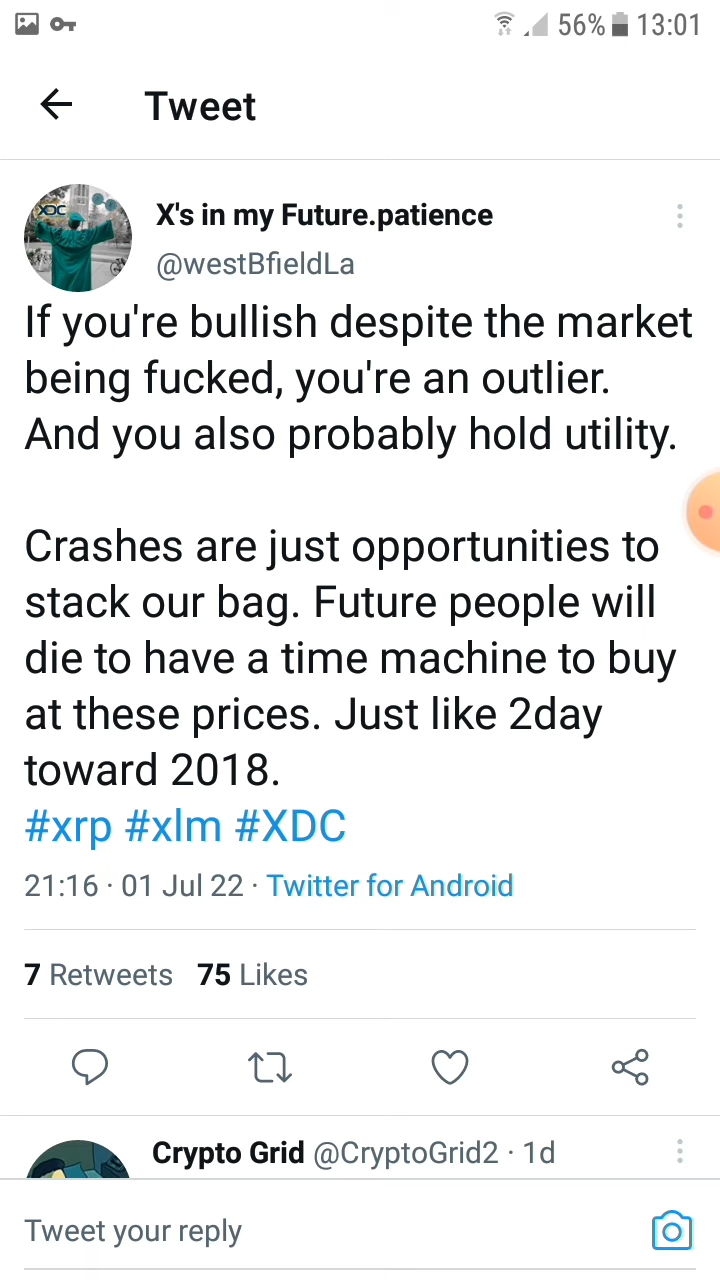 56% 13:01
Tweet
XDC
X's in my Future.patience
@westBfieldLa
If you're bullish despite the market
being fucked, you're an outlier.
And you also probably hold utility.
Crashes are just opportunities to
stack our bag. Future people will
die to have a time machine to buy
at these prices. Just like 2day
toward 2018.
#xrp #xlm #XDC
21:16 · 01 Jul 22 · Twitter for Android
7 Retweets 75 Likes
Crypto Grid @CryptoGrid2 · 1d
Tweet your reply